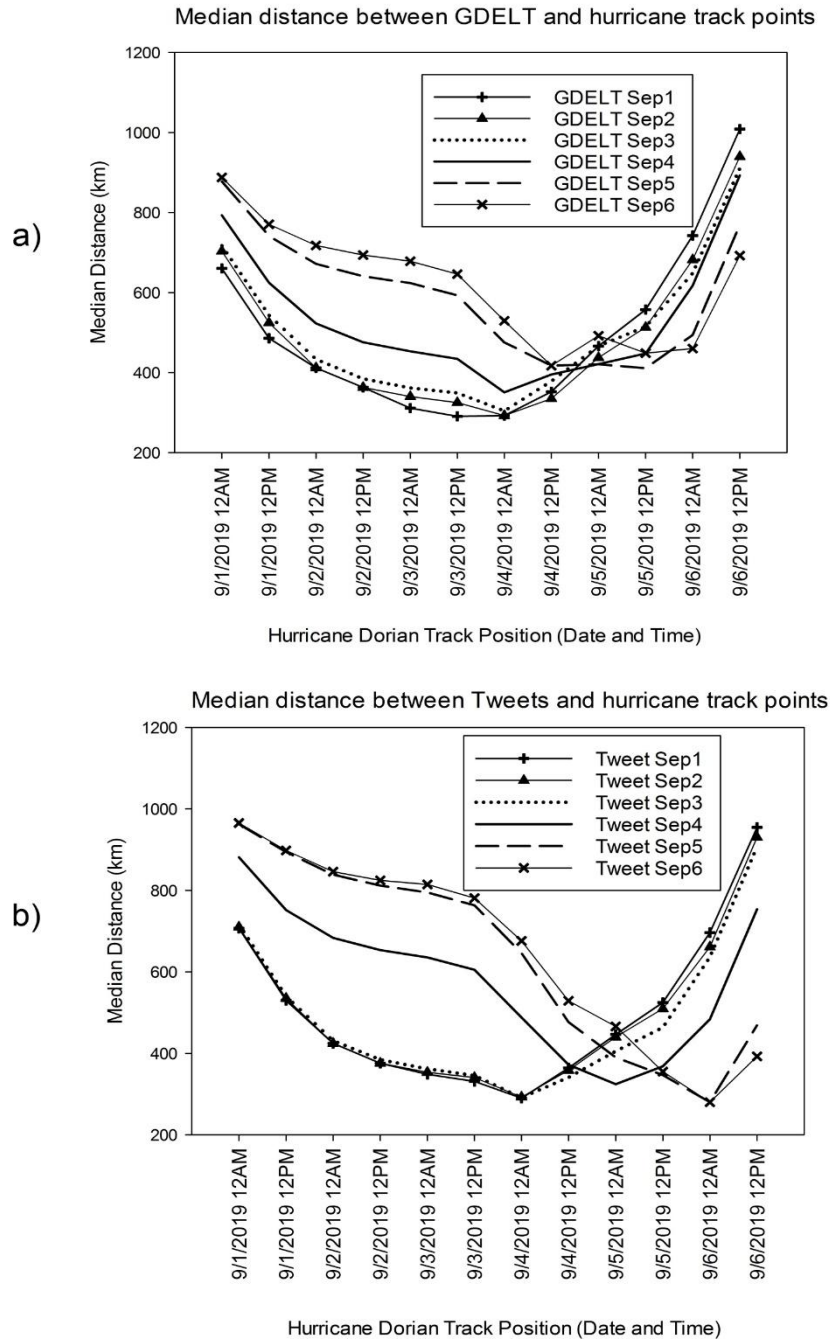 Median distance between GDELT and hurricane track points
a)
Median Distance (km)
1200
1000
800
600
400
200
GDELT Sep1
GDELT Sep2
GDELT Sep3
GDELT Sep4
GDELT Sep5
GDELT Sep6
9/1/2019 12AM
9/1/2019 12PM
9/2/2019 12AM
9/2/2019 12PM
9/3/2019 12AM
9/3/2019 12PM
9/4/2019 12AM
9/4/2019 12PM
9/5/2019 12AM
9/5/2019 12PM
9/6/2019 12AM
9/6/2019 12PM
Hurricane Dorian Track Position (Date and Time)
Median distance between Tweets and hurricane track points
b)
Median Distance (km)
1200
1000
800
600
400
200
Tweet Sep1
Tweet Sep2
Tweet Sep3
Tweet Sep4
Tweet Sep5
Tweet Sep6
9/1/2019 12AM
9/1/2019 12PM
9/2/2019 12AM
9/2/2019 12PM
9/3/2019 12AM
9/3/2019 12PM
9/4/2019 12AM
9/4/2019 12PM
9/5/2019 12AM
9/5/2019 12PM
9/6/2019 12AM
9/6/2019 12PM
Hurricane Dorian Track Position (Date and Time)